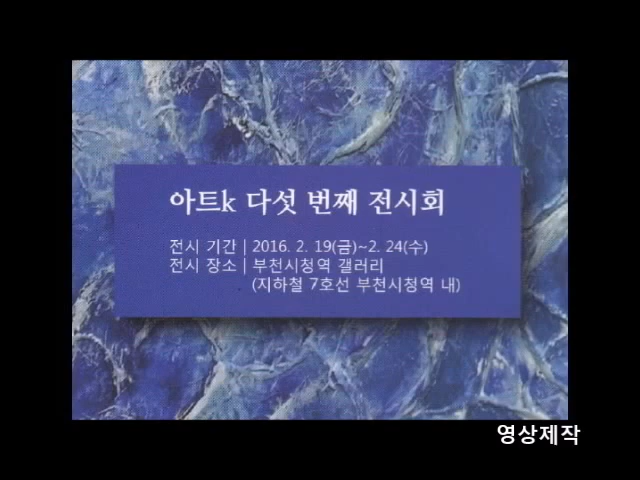 아트k 다섯 번째 전시회
전시 기간 | 2016. 2. 19(금)~2. 24(수)
전시 장소 | 부천시청역 갤러리
(지하철 7호선 부천시청역 내)
영상제작